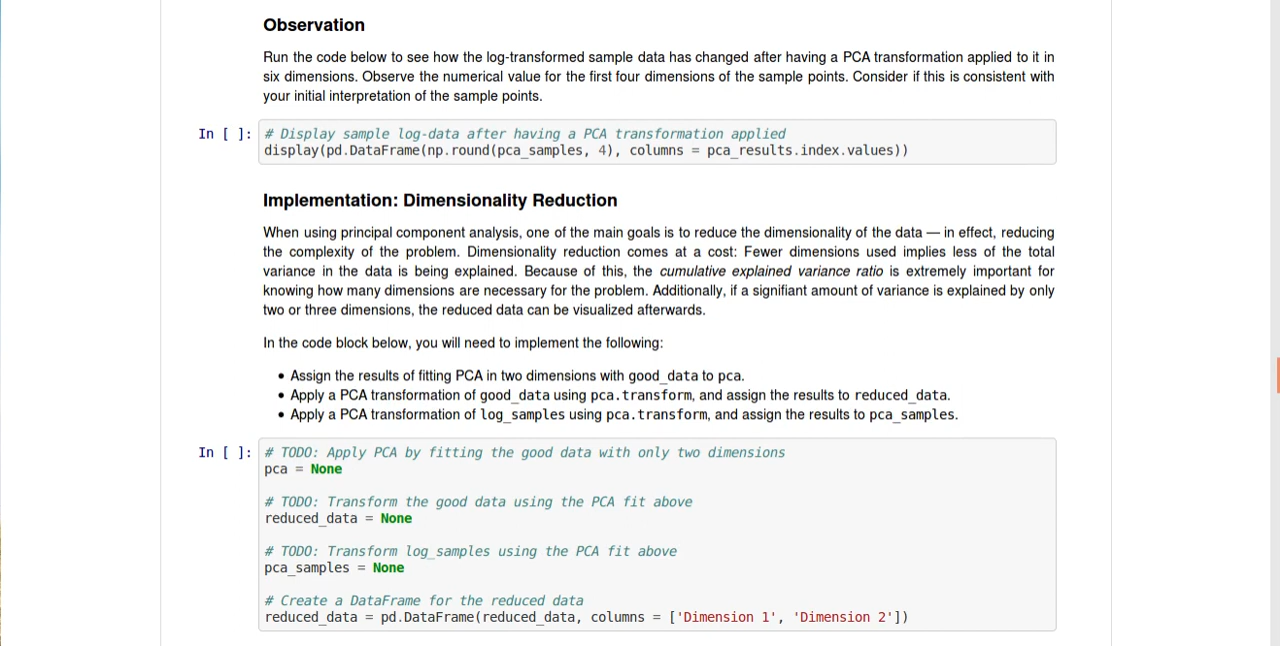 Observation
Run the code below to see how the log-transformed sample data has changed after having a PCA transformation applied to it in
six dimensions. Observe the numerical value for the first four dimensions of the sample points. Consider if this is consistent with
your initial interpretation of the sample points.
In [ ]: # Display sample log-data after having a PCA transformation applied
display(pd.DataFrame(np.round(pca_samples, 4), columns = pca_results.index.values))
Implementation: Dimensionality Reduction
When using principal component analysis, one of the main goals is to reduce the dimensionality of the data — in effect, reducing
the complexity of the problem. Dimensionality reduction comes at a cost: Fewer dimensions used implies less of the total
variance in the data is being explained. Because of this, the cumulative explained variance ratio is extremely important for
knowing how many dimensions are necessary for the problem. Additionally, if a signifiant amount of variance is explained by only
two or three dimensions, the reduced data can be visualized afterwards.
In the code block below, you will need to implement the following:
• Assign the results of fitting PCA in two dimensions with good_data to pca.
• Apply a PCA transformation of good_data using pca.transform, and assign the results to reduced_data.
• Apply a PCA transformation of log_samples using pca.transform, and assign the results to pca_samples.
In [ ]: # TODO: Apply PCA by fitting the good data with only two dimensions
pca = None
# TODO: Transform the good data using the PCA fit above
reduced_data = None
# TODO: Transform log_samples using the PCA fit above
pca_samples = None
# Create a DataFrame for the reduced data
reduced_data = pd.DataFrame(reduced_data, columns = ['Dimension 1', 'Dimension 2'])